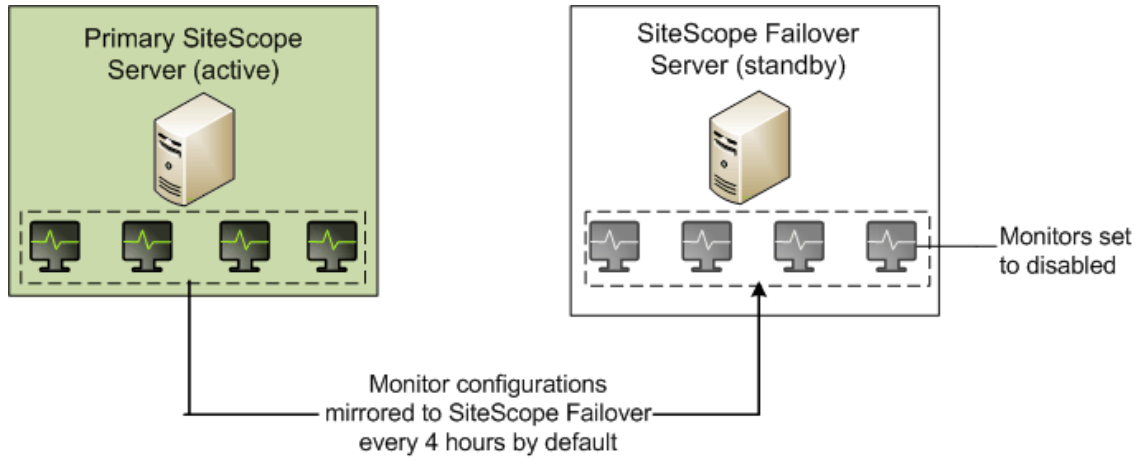 Primary SiteScope
Server (active)
SiteScope Failover
Server (standby)
Monitors set
to disabled
Monitor configurations
mirrored to SiteScope Failover
every 4 hours by default